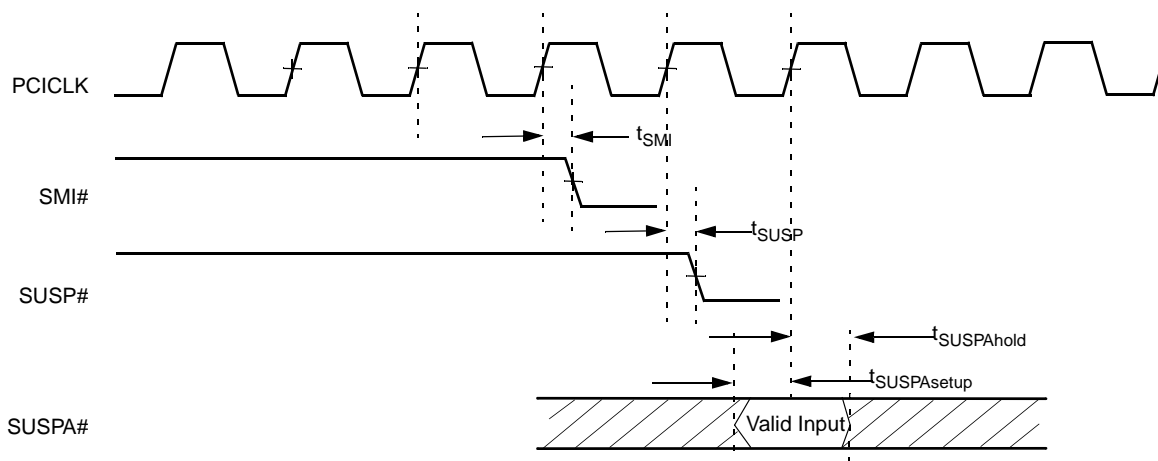 PCICLK
tSMI
SMI#
tSUSP
SUSP#
tSUSPAhold
tSUSPAsetup
SUSPA#
Valid Input